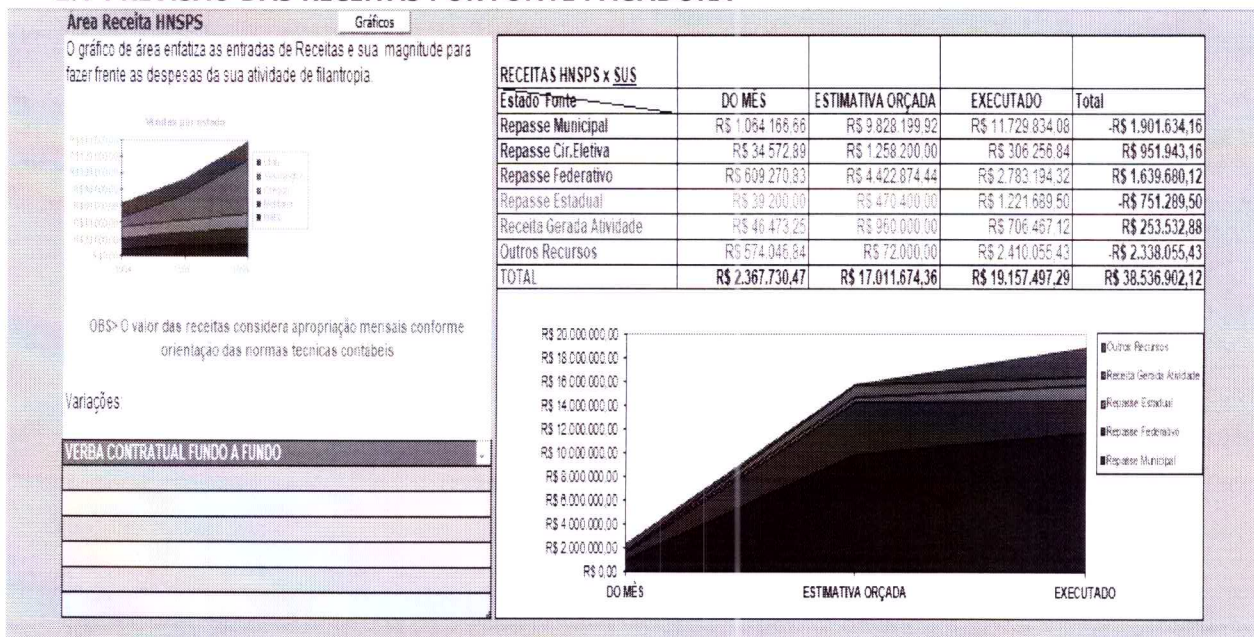 Área Receita HNSPS
Gráficos
O gráfico de área enfatiza as entradas de Receitas e sua magnitude para
fazer frente as despesas da sua atividade de filantropia.
Vendas por estado
OBS> O valor das receitas considera apropriação mensais conforme
orientação das normas tecnicas contabeis
Variações:
VERBA CONTRATUAL FUNDO A FUNDO
RECEITAS HNSPS x SUS
Estado Fonte DO MÊS ESTIMATIVA ORÇADA EXECUTADO Total
Repasse Municipal R$ 1.064.166,66 R$ 9.828.199,92 R$ 11.729.834,08 -R$ 1.901.634,16
Repasse Cir.Eletiva R$ 34.572,89 R$ 1.258.200,00 R$ 306.256,84 R$ 951.943,16
Repasse Federativo R$ 609.270,83 R$ 4.422.874,44 R$ 2.783.194,32 R$ 1.639.680,12
Repasse Estadual R$ 39.200,00 R$ 470.400,00 R$ 1.221.689,50 -R$ 751.289,50
Receita Gerada Atividade R$ 46.473,25 R$ 960.000,00 R$ 706.467,12 R$ 253.532,88
Outros Recursos R$ 574.046,84 R$ 72.000,00 R$ 2.410.055,43 -R$ 2.338.055,43
TOTAL R$ 2.367.730,47 R$ 17.011.674,36 R$ 19.157.497,29 R$ 38.536.902,12
R$ 20.000.000,00
R$ 18.000.000,00
R$ 16.000.000,00
R$ 14.000.000,00
R$ 12.000.000,00
R$ 10.000.000,00
R$ 8.000.000,00
R$ 6.000.000,00
R$ 4.000.000,00
R$ 2.000.000,00
R$ 0,00
DO MÊS ESTIMATIVA ORÇADA EXECUTADO
Outros Recursos
Receita Gerada Atividade
Repasse Estadual
Repasse Federativo
Repasse Municipal